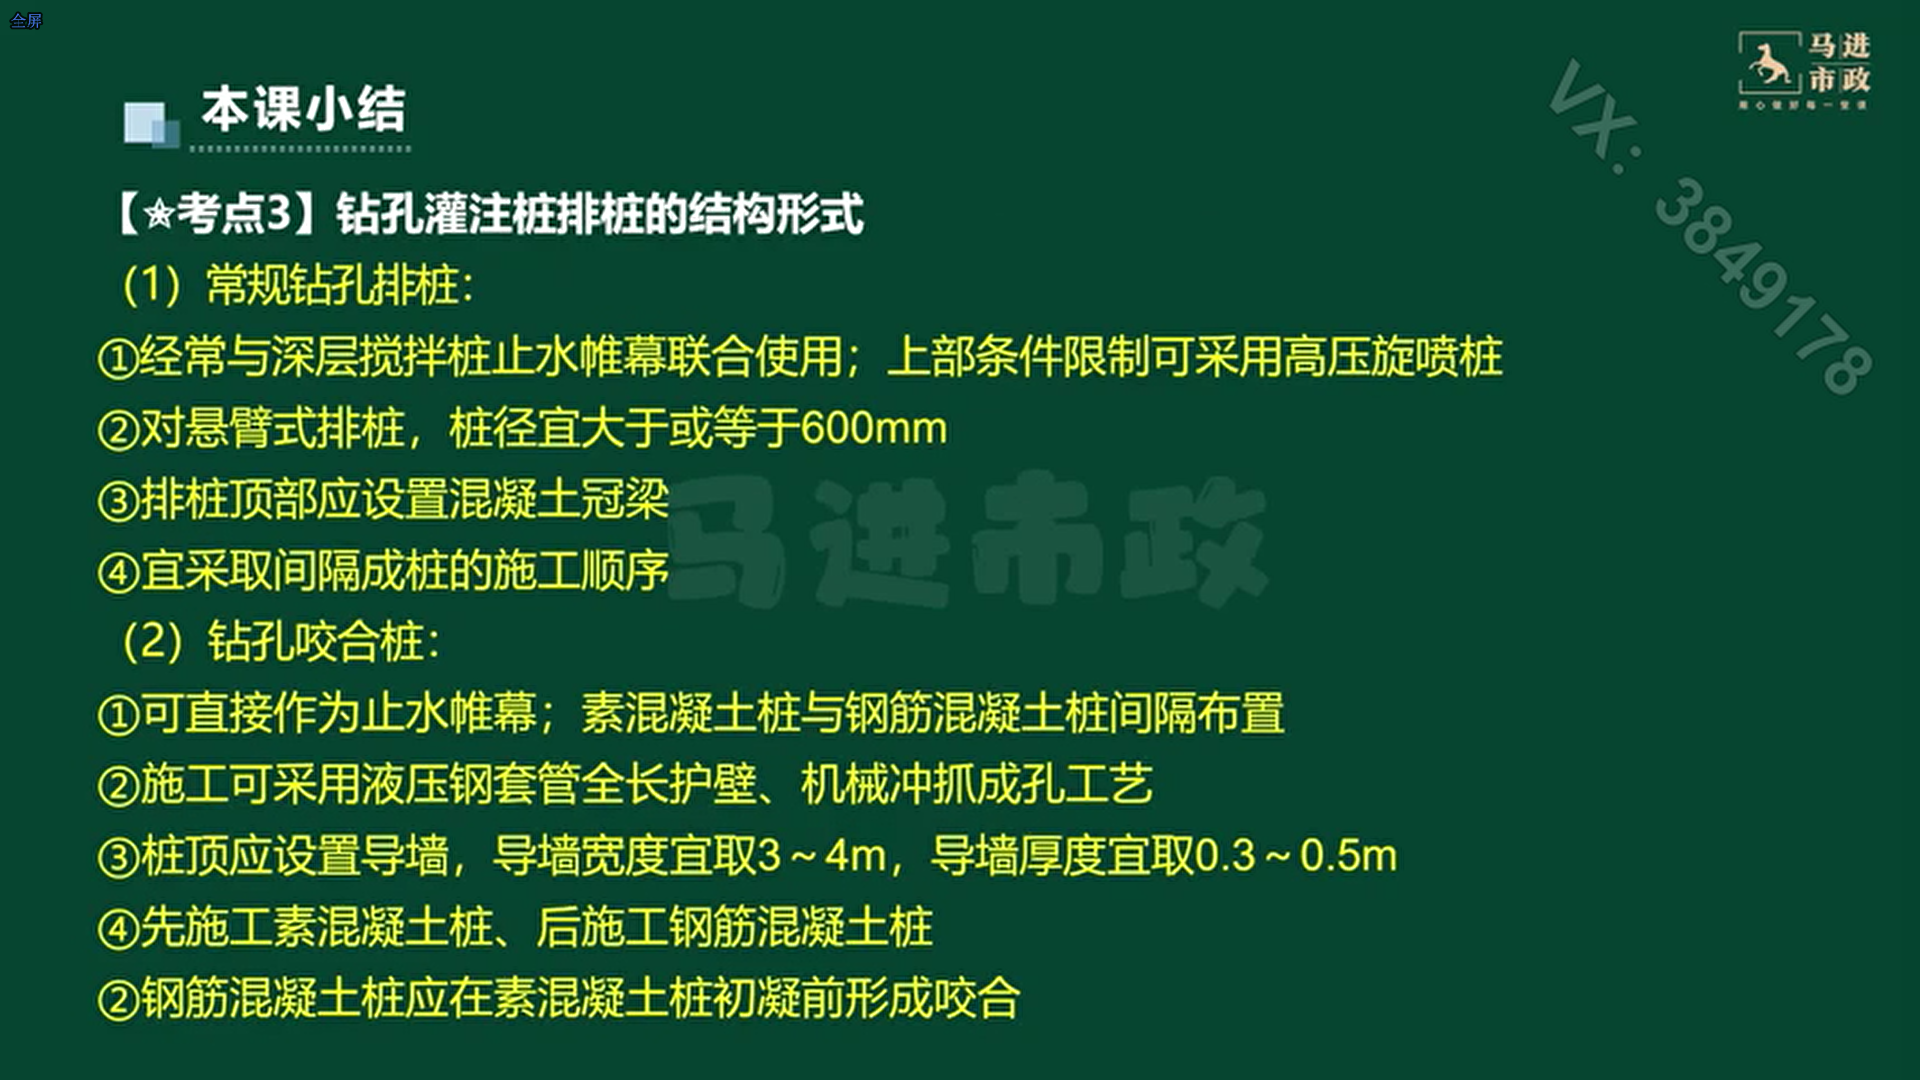 全屏
马进
市政
用心做好每一堂课
VX: 3849178
本课小结
【☆考点3】钻孔灌注桩排桩的结构形式
（1）常规钻孔排桩：
①经常与深层搅拌桩止水帷幕联合使用；上部条件限制可采用高压旋喷桩
②对悬臂式排桩，桩径宜大于或等于600mm
③排桩顶部应设置混凝土冠梁
马进市政
④宜采取间隔成桩的施工顺序
（2）钻孔咬合桩：
①可直接作为止水帷幕；素混凝土桩与钢筋混凝土桩间隔布置
②施工可采用液压钢套管全长护壁、机械冲抓成孔工艺
③桩顶应设置导墙，导墙宽度宜取3～4m，导墙厚度宜取0.3～0.5m
④先施工素混凝土桩、后施工钢筋混凝土桩
②钢筋混凝土桩应在素混凝土桩初凝前形成咬合